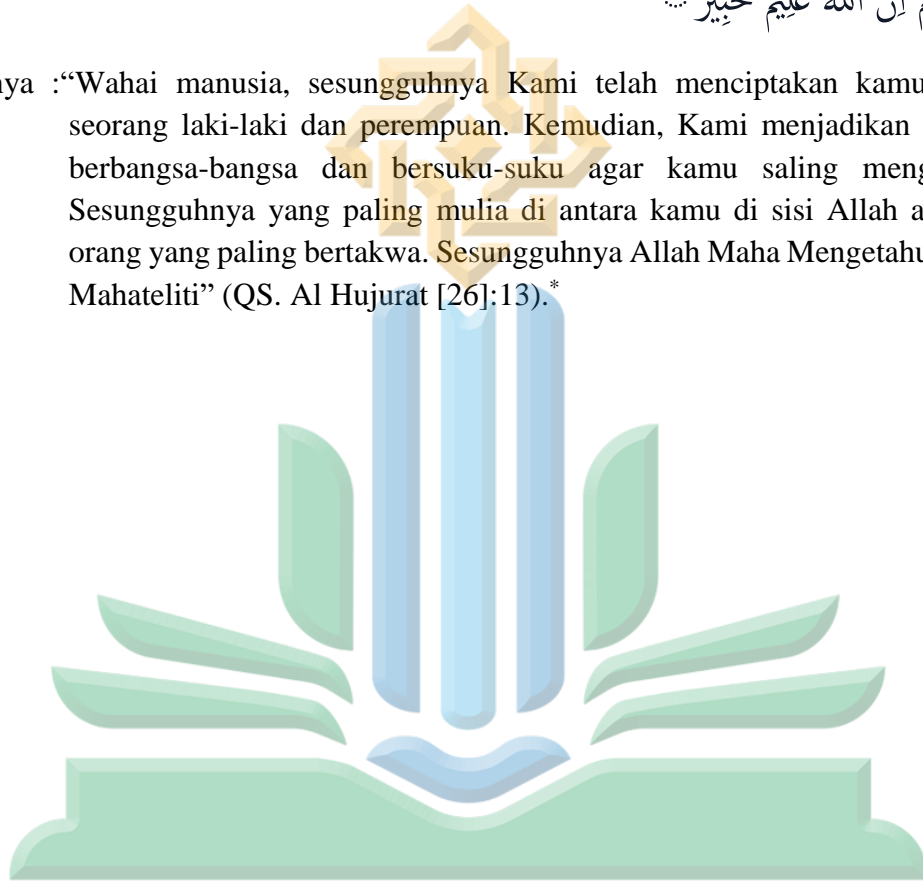 اِنَّ اللّٰهَ عَلِيْمٌ خَبِيْرٌ
nya :“Wahai manusia, sesungguhnya Kami telah menciptakan kamu
seorang laki-laki dan perempuan. Kemudian, Kami menjadikan
berbangsa-bangsa dan bersuku-suku agar kamu saling meng
Sesungguhnya yang paling mulia di antara kamu di sisi Allah a
orang yang paling bertakwa. Sesungguhnya Allah Maha Mengetahu
Mahateliti” (QS. Al Hujurat [26]:13).*